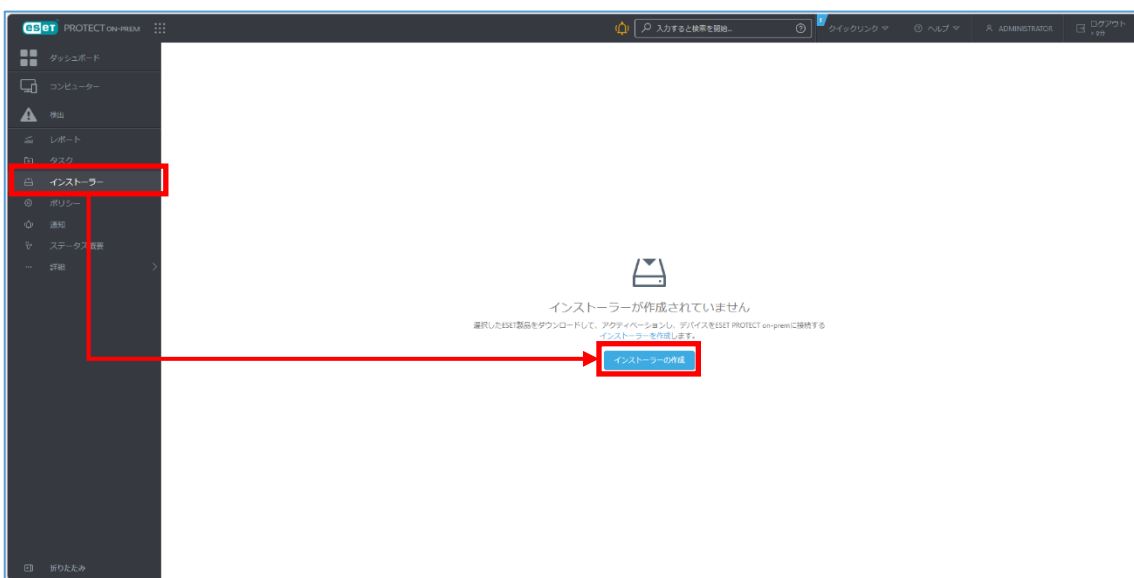 eset PROTECT ON-PREM
入力すると検索を開始...
クイックリンク
ヘルプ
ADMINISTRATOR
ログアウト
> 9分
ダッシュボード
コンピューター
検出
レポート
タスク
インストーラー
ポリシー
通知
ステータス概要
詳細
インストーラーが作成されていません
選択したESET製品をダウンロードして、アクティベーションし、デバイスをESET PROTECT on-premに接続する
インストーラーを作成します。
インストーラーの作成
折りたたみ